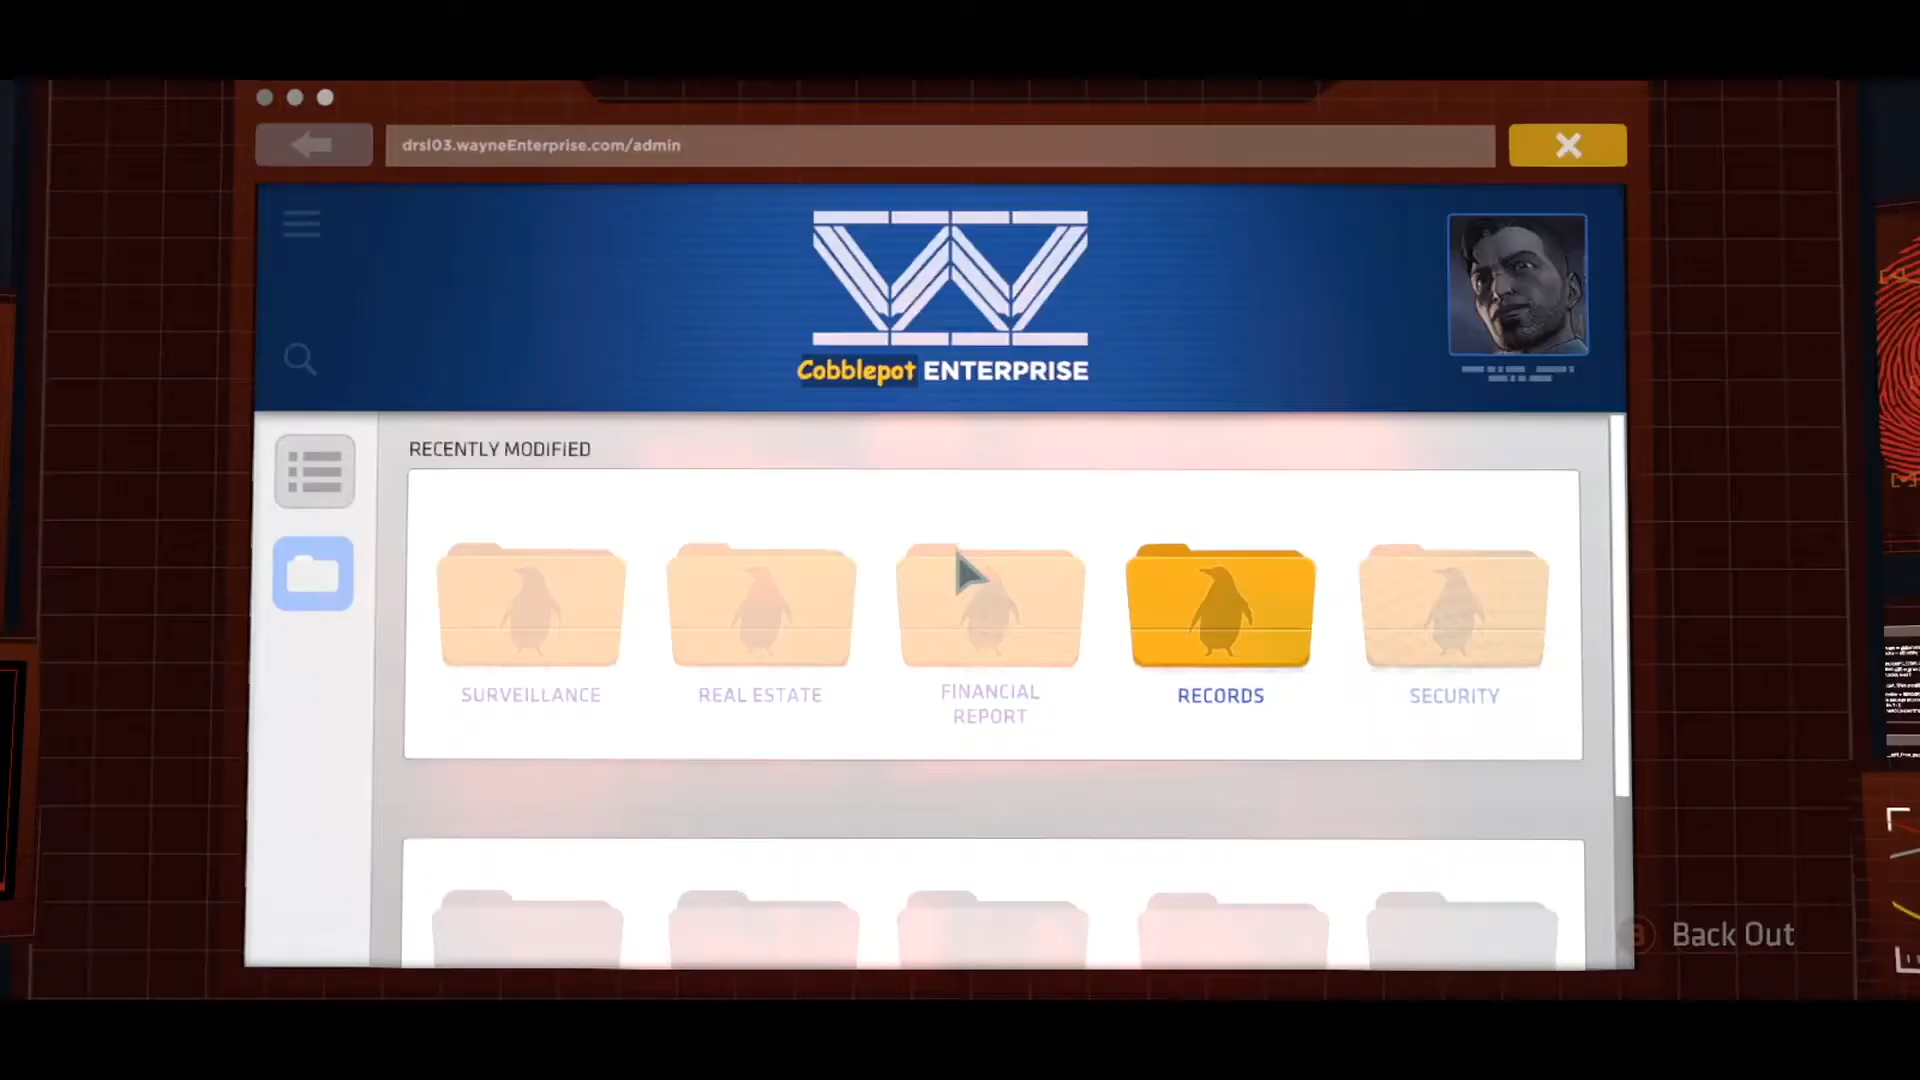 drsl03.wayneEnterprise.com/admin
Cobblepot ENTERPRISE
RECENTLY MODIFIED
SURVEILLANCE
REAL ESTATE
FINANCIAL
REPORT
RECORDS
SECURITY
B Back Out